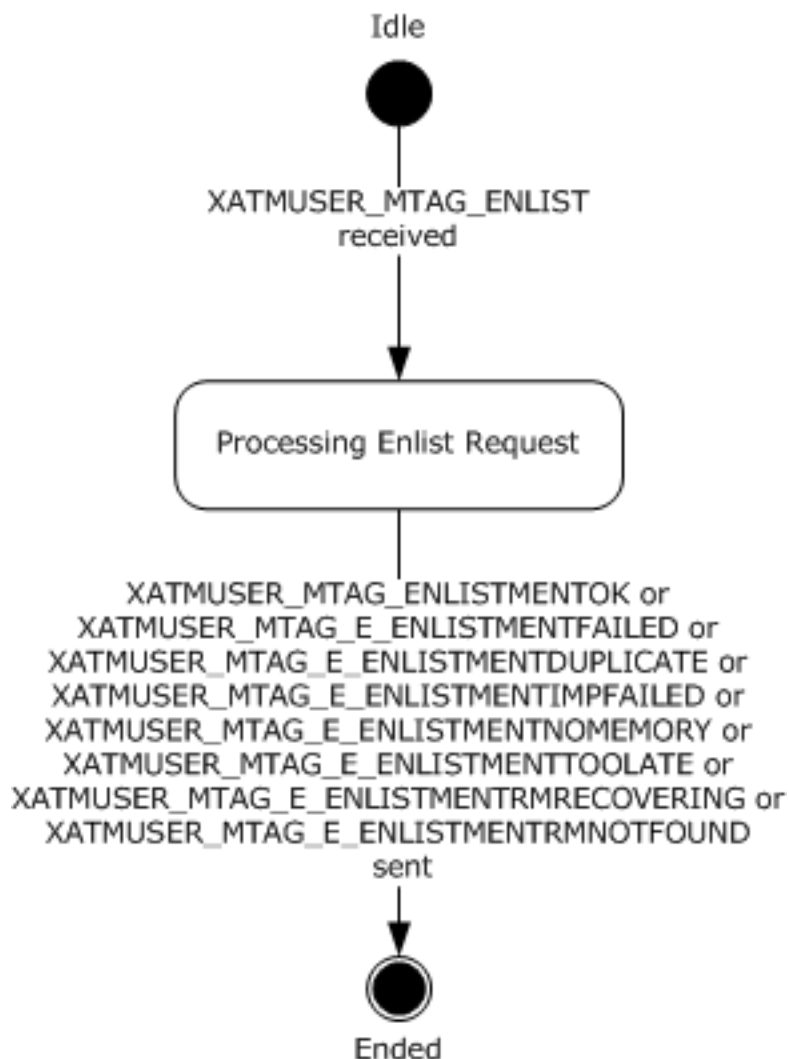 Idle
XATMUSER_MTAG_ENLIST
received
Processing Enlist Request
XATMUSER_MTAG_ENLISTMENTOK or
XATMUSER_MTAG_E_ENLISTMENTFAILED or
XATMUSER_MTAG_E_ENLISTMENTDUPLICATE or
XATMUSER_MTAG_E_ENLISTMENTIMPFAILED or
XATMUSER_MTAG_E_ENLISTMENTNOMEMORY or
XATMUSER_MTAG_E_ENLISTMENTTOOLATE or
XATMUSER_MTAG_E_ENLISTMENTRMRECOVERING or
XATMUSER_MTAG_E_ENLISTMENTRMNOTFOUND
sent
Ended